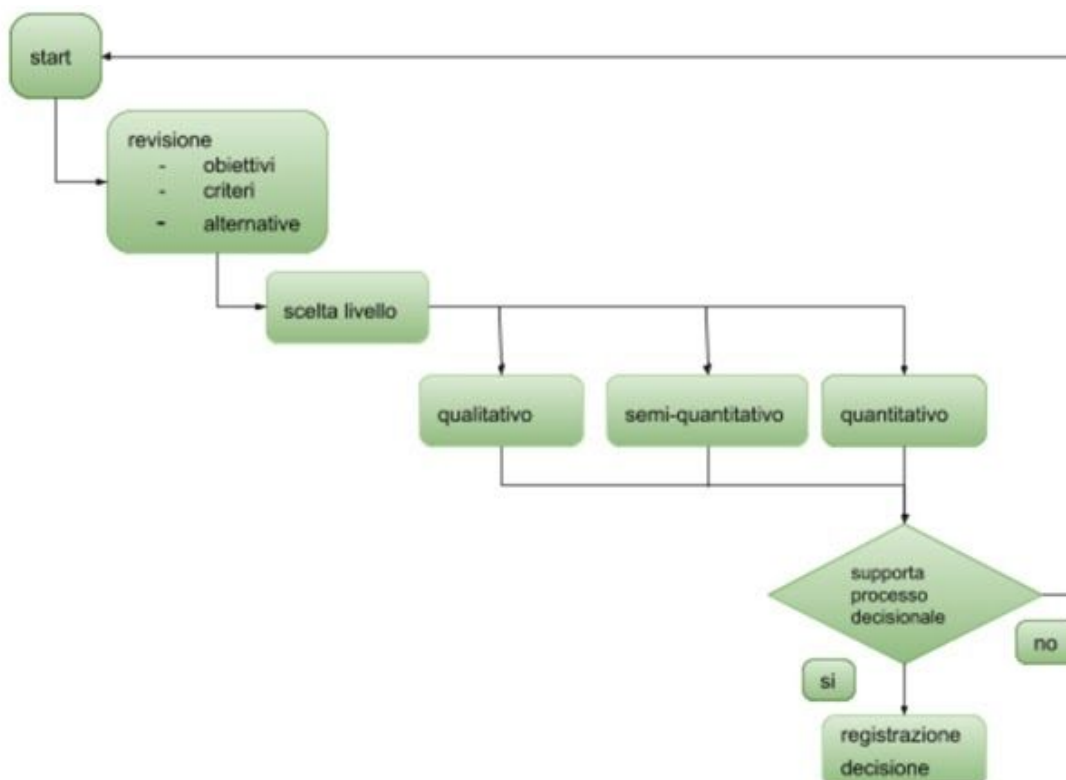 start
revisione
- obiettivi
- criteri
- alternative
scelta livello
qualitativo
semi-quantitativo
quantitativo
supporta
processo
decisionale
no
si
registrazione
decisione